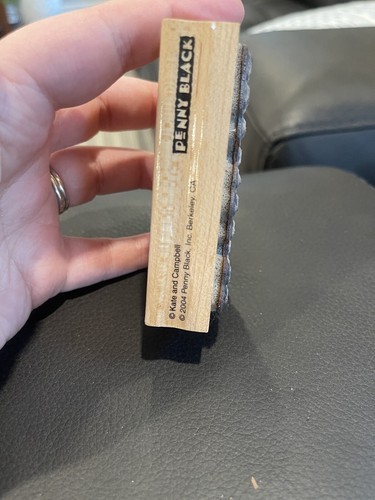 PENNY BLACK
© Kate and Campbell
© 2004 Penny Black, Inc. Berkeley, CA